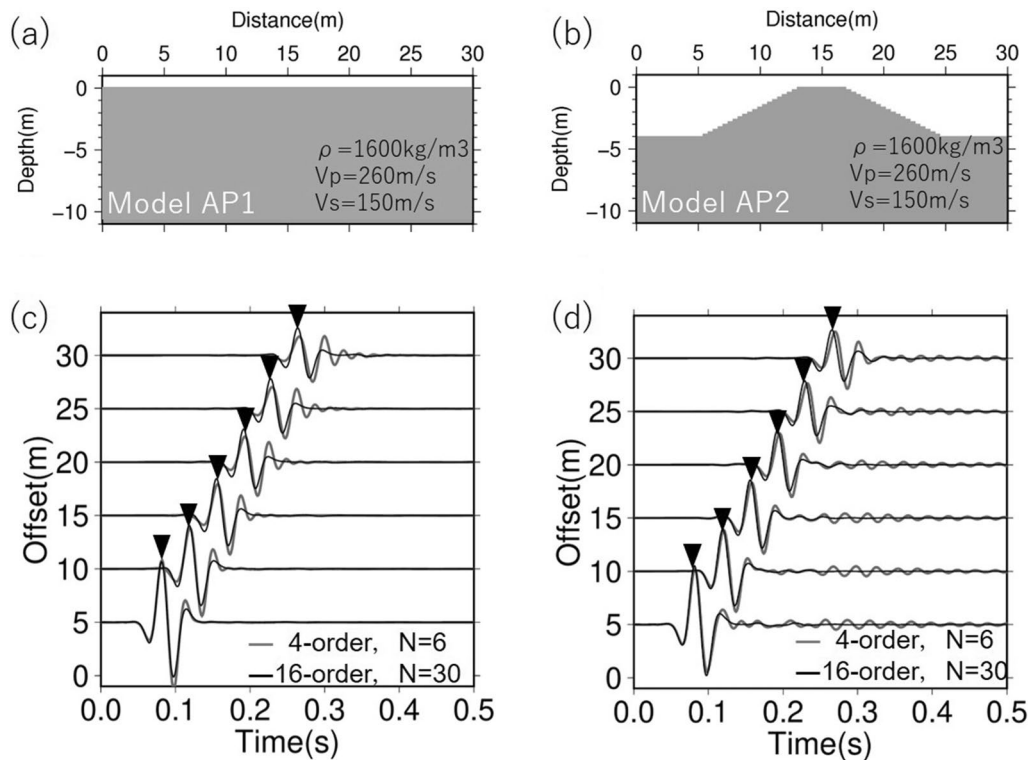 (a)
Distance(m)
0 5 10 15 20 25 30
Depth(m)
0
−5
−10
ρ=1600kg/m3
Vp=260m/s
Vs=150m/s
Model AP1
(b)
Distance(m)
0 5 10 15 20 25 30
Depth(m)
0
−5
−10
ρ=1600kg/m3
Vp=260m/s
Vs=150m/s
Model AP2
(c)
Offset(m)
30
25
20
15
10
5
0
4-order, N=6
16-order, N=30
0.0 0.1 0.2 0.3 0.4 0.5
Time(s)
(d)
Offset(m)
30
25
20
15
10
5
0
4-order, N=6
16-order, N=30
0.0 0.1 0.2 0.3 0.4 0.5
Time(s)